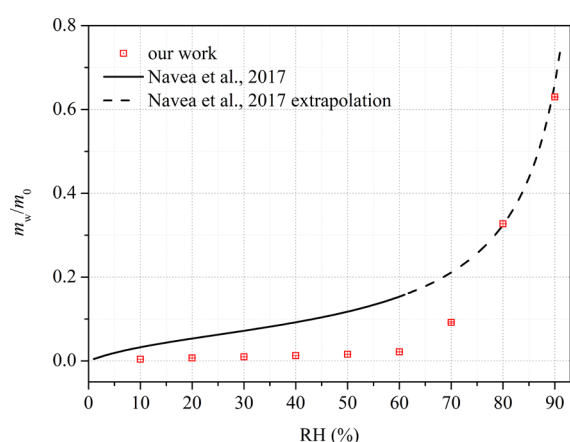 0.8
0.6
0.4
0.2
0.0
mw/m0
our work
Navea et al., 2017
Navea et al., 2017 extrapolation
0 10 20 30 40 50 60 70 80 90
RH (%)